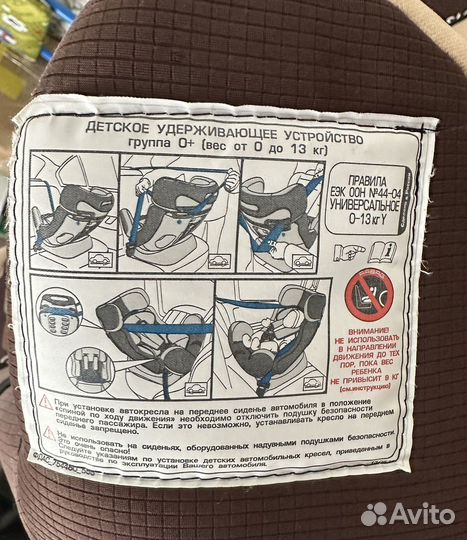 ДЕТСКОЕ УДЕРЖИВАЮЩЕЕ УСТРОЙСТВО
группа 0+ (вес от 0 до 13 кг)
ПРАВИЛА
ЕЭК ООН №44-04
УНИВЕРСАЛЬНОЕ
0-13 kg Y
AIRBAG
ВНИМАНИЕ!
НЕ ИСПОЛЬЗОВАТЬ
В НАПРАВЛЕНИИ
ДВИЖЕНИЯ ДО ТЕХ
ПОР, ПОКА ВЕС
РЕБЕНКА
НЕ ПРИВЫСИТ 9 КГ
(см.инструкцию)
При установке автокресла на переднее сиденье автомобиля в положение
спиной по ходу движения необходимо отключить подушку безопасности
переднего пассажира. Если это невозможно, устанавливать кресло на переднем
сиденье запрещено.
Не использовать на сиденьях, оборудованных надувными подушками безопасности.
Это очень опасно!
Следуйте указаниям по установке детских автомобильных кресел, приведенным в
руководстве по эксплуатации Вашего автомобиля.
Avito